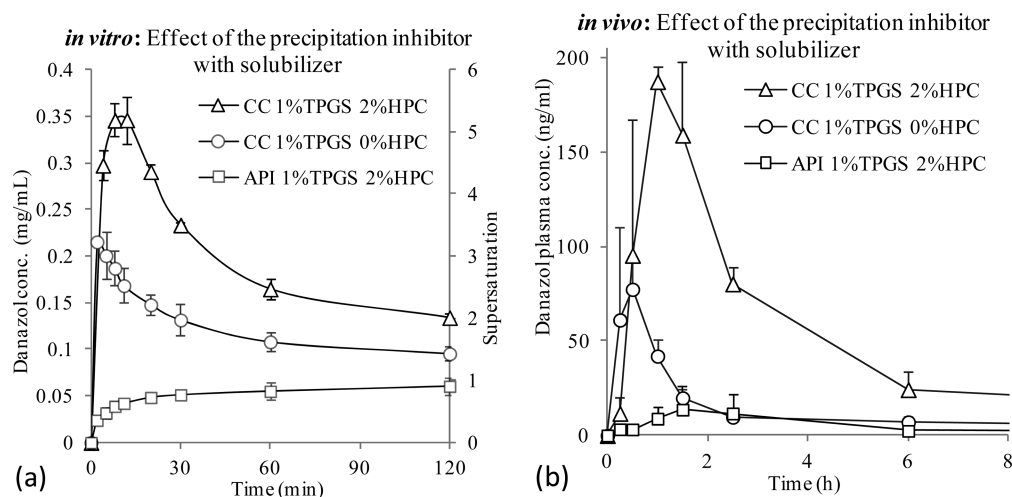 in vitro: Effect of the precipitation inhibitor
with solubilizer
0.4
0.35
0.3
0.25
0.2
0.15
0.1
0.05
0
Danazol conc. (mg/mL)
CC 1%TPGS 2%HPC
CC 1%TPGS 0%HPC
API 1%TPGS 2%HPC
6
5
4
3
2
1
0
Supersaturation
0
30
60
90
120
Time (min)
(a)
in vivo: Effect of the precipitation inhibitor
with solubilizer
200
150
100
50
0
Danazol plasma conc. (ng/ml)
CC 1%TPGS 2%HPC
CC 1%TPGS 0%HPC
API 1%TPGS 2%HPC
0
2
4
6
8
Time (h)
(b)